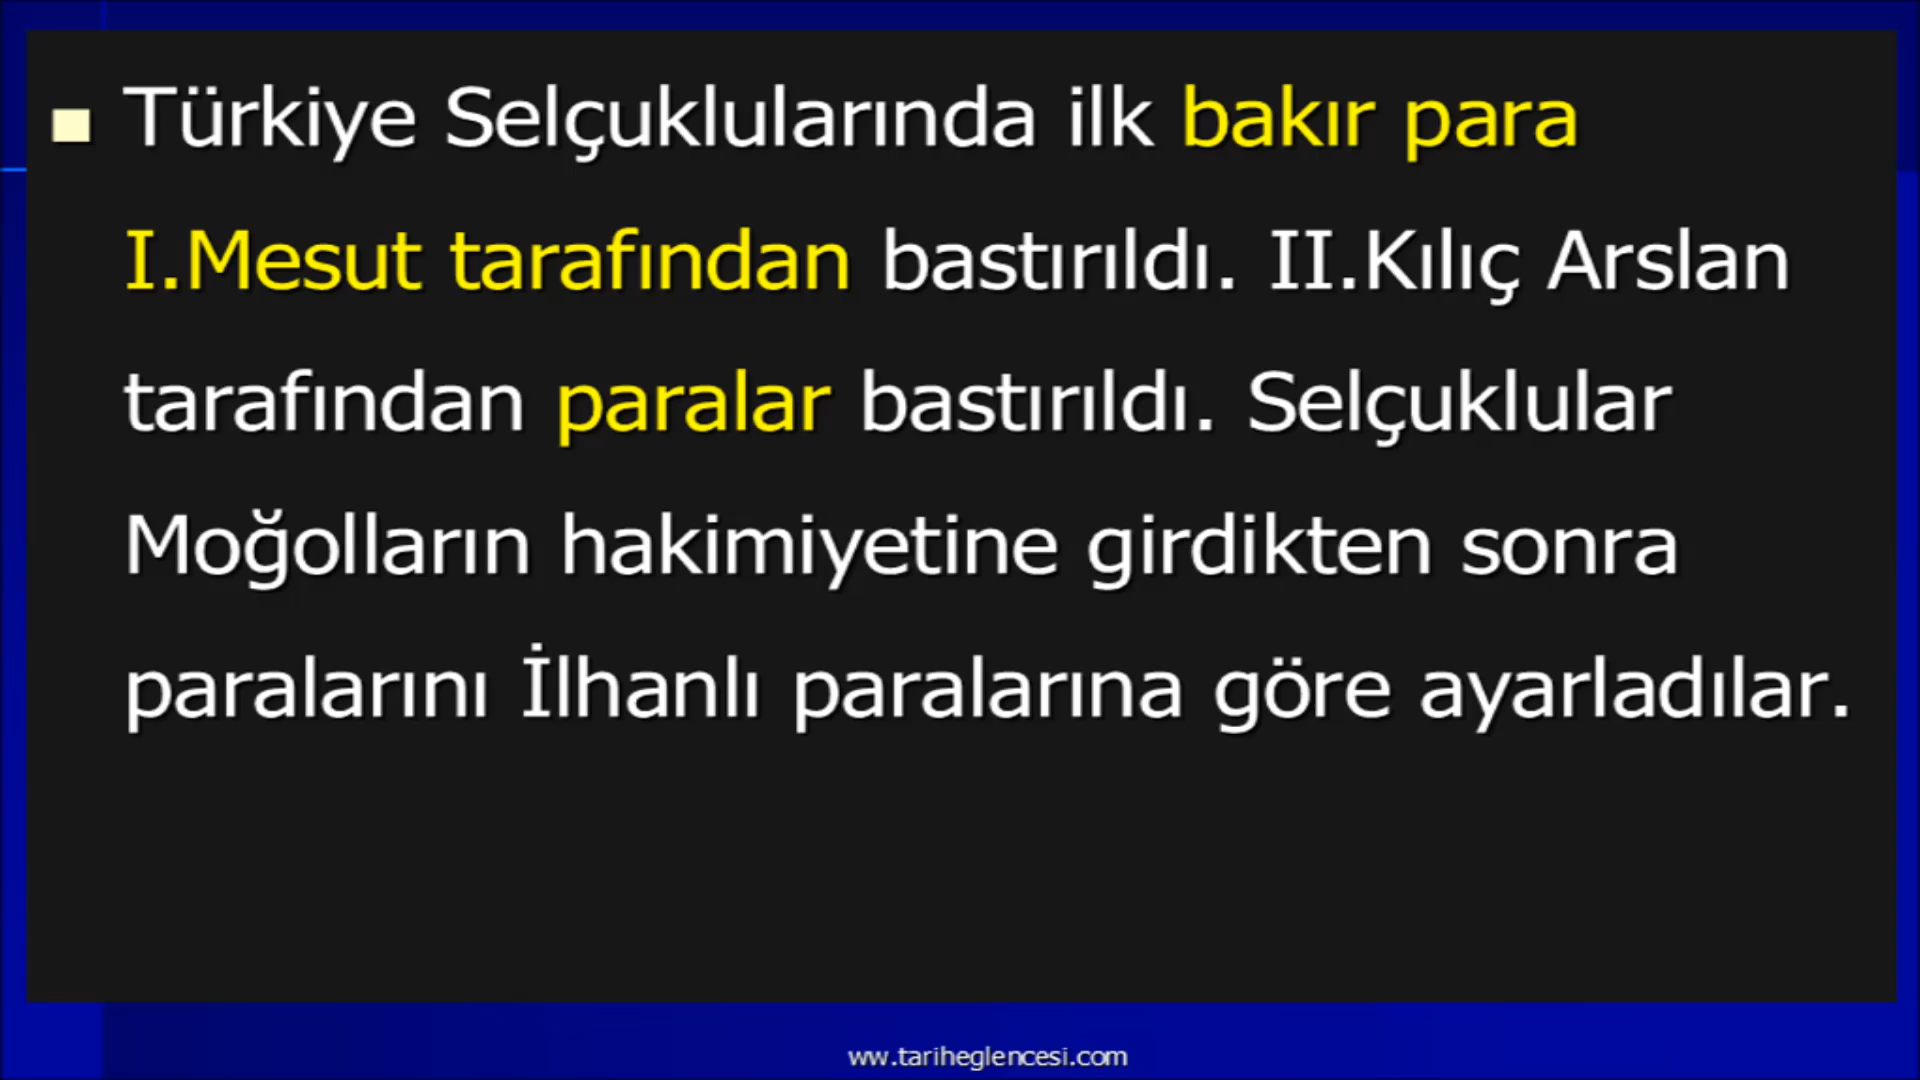 Türkiye Selçuklularında ilk bakır para
I.Mesut tarafından bastırıldı. II.Kılıç Arslan
tarafından paralar bastırıldı. Selçuklular
Moğolların hakimiyetine girdikten sonra
paralarını İlhanlı paralarına göre ayarladılar.
ww.tariheglencesi.com